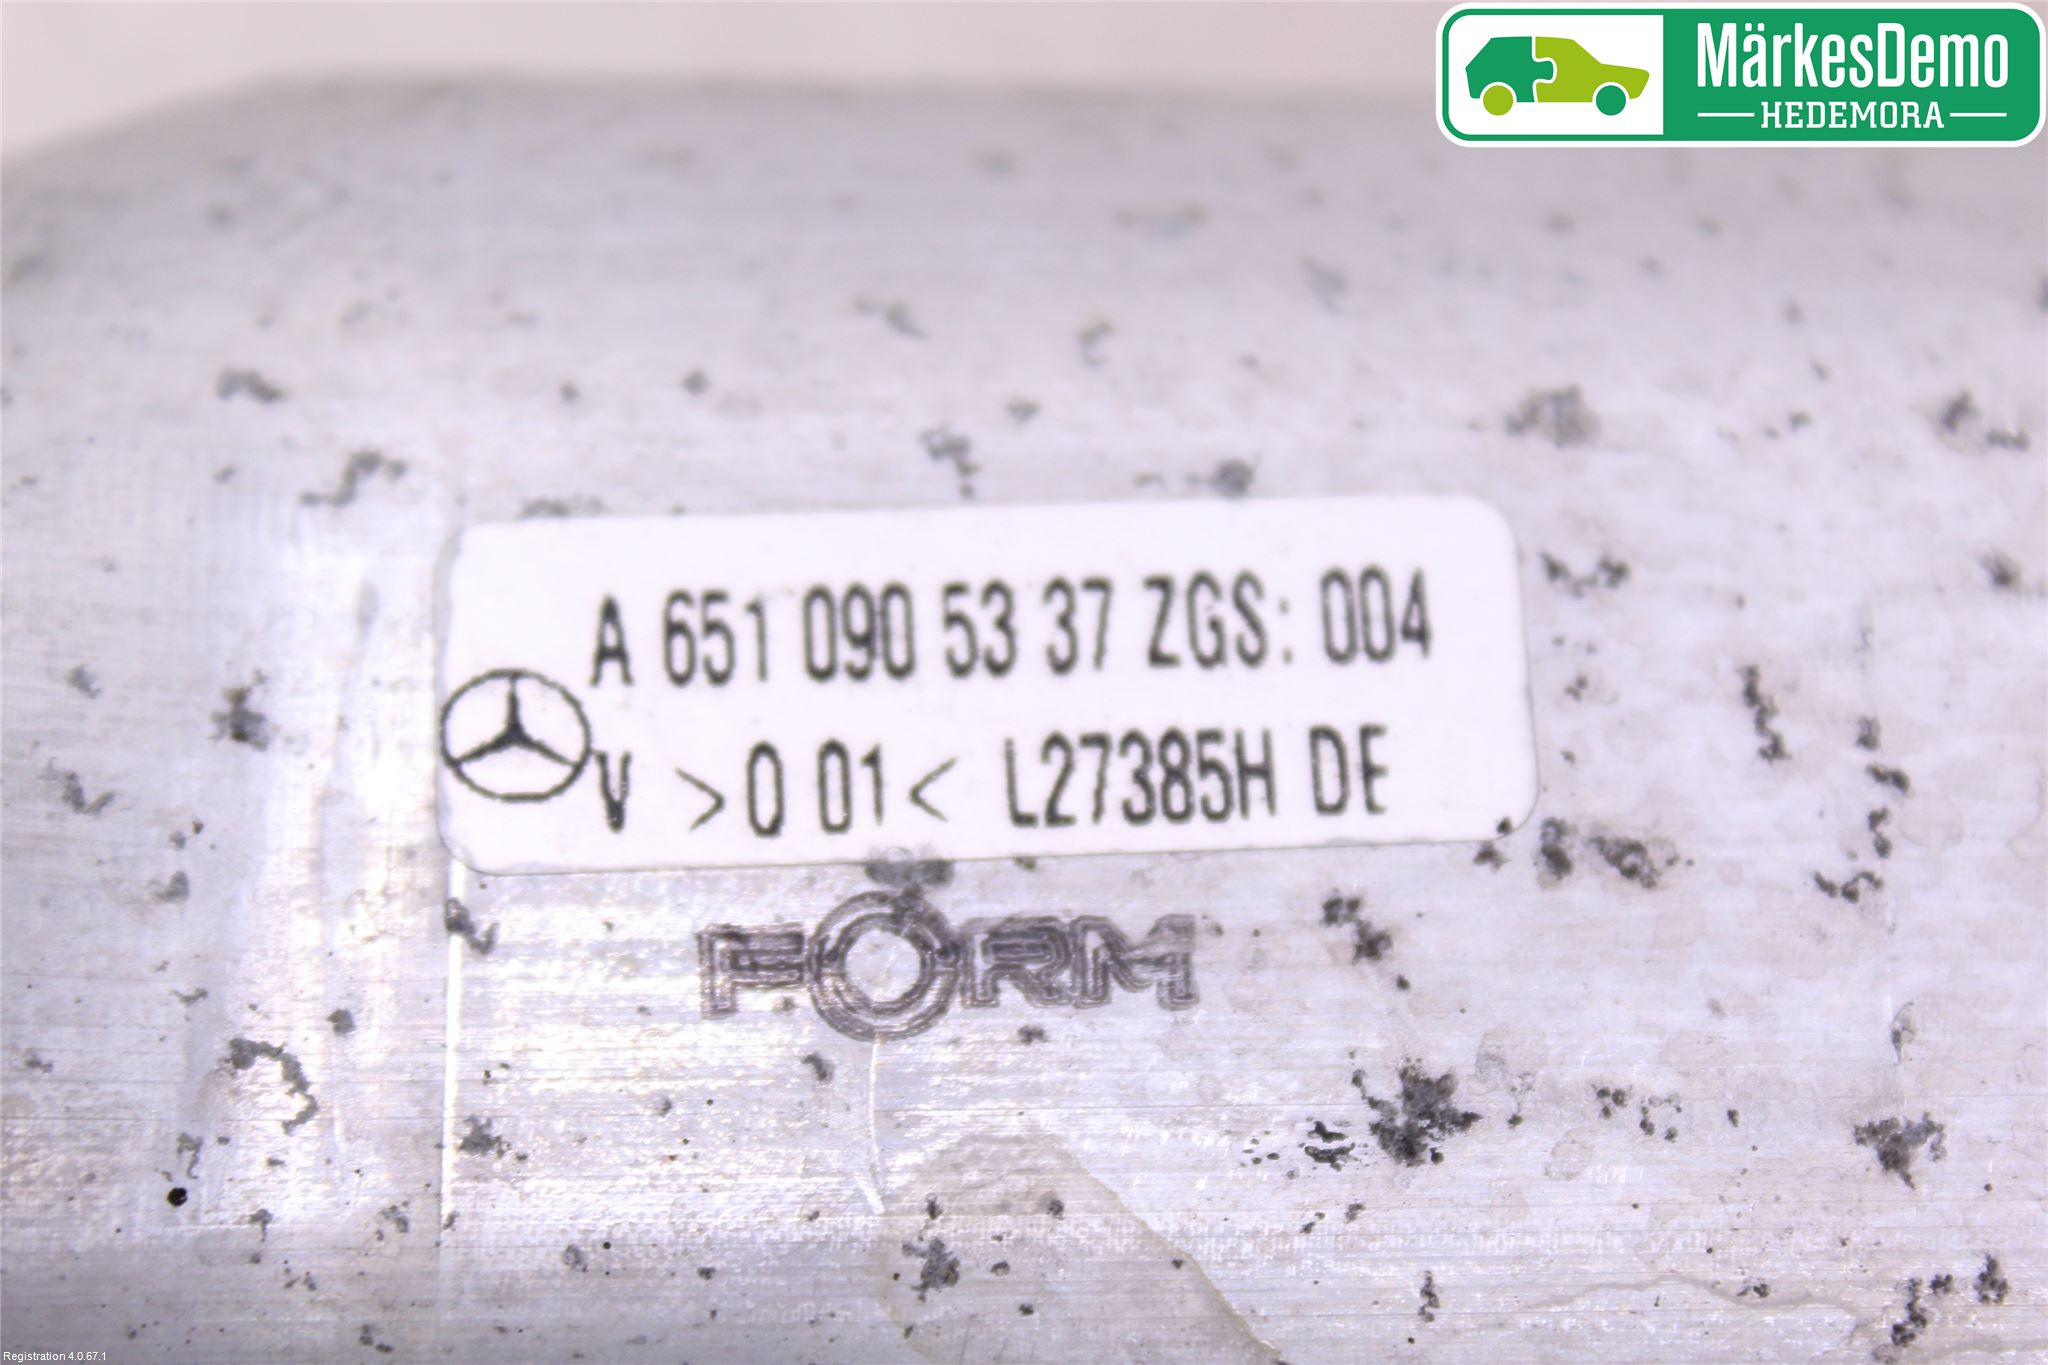 MärkesDemo
HEDEMORA
A 651 090 53 37 ZGS: 004
V >0 01< L27385H DE
FORM
Registration 4.0.67.1